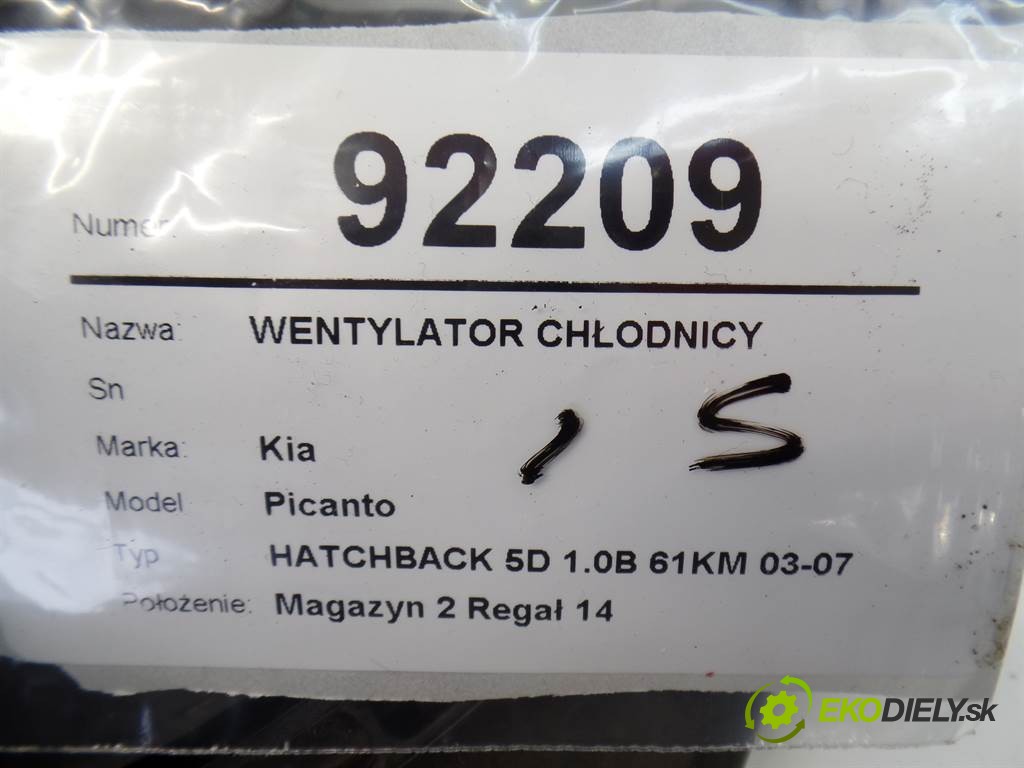 Numer: 92209
Nazwa: WENTYLATOR CHŁODNICY
Sn
Marka: Kia
Model Picanto
Typ HATCHBACK 5D 1.0B 61KM 03-07
Położenie: Magazyn 2 Regał 14
EKODIELY.sk